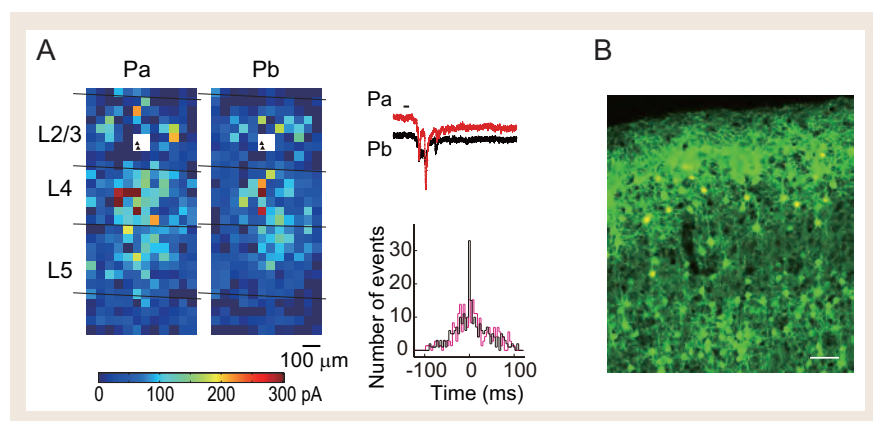 A
B
Pa Pb
L2/3
L4
L5
100 μm
0 100 200 300 pA
Pa
Pb
Number of events
30
20
10
0
-100 0 100
Time (ms)